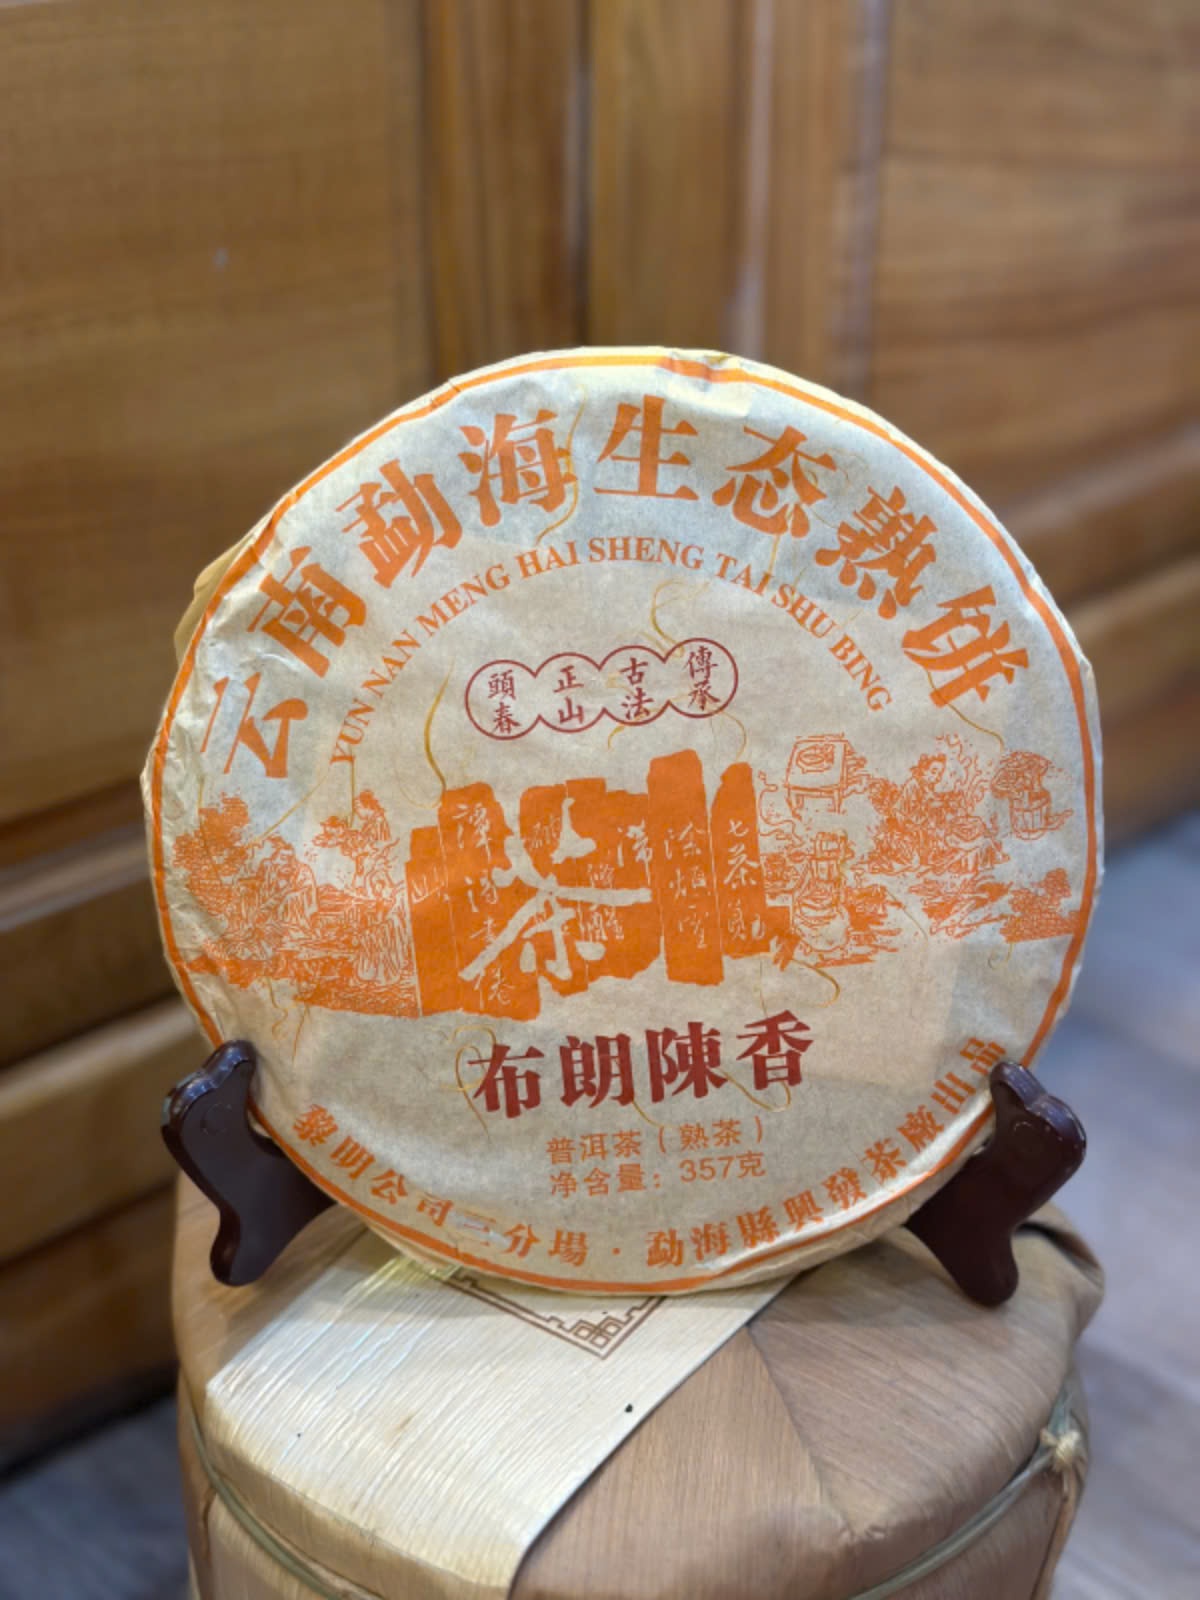 云南勐海生态熟饼
YUN NAN MENG HAI SHENG TAI SHU BING
頭春 正山 古法 傳承
茶
布朗陳香
普洱茶（熟茶）
净含量：357克
黎明公司三分場·勐海縣興發茶廠出品